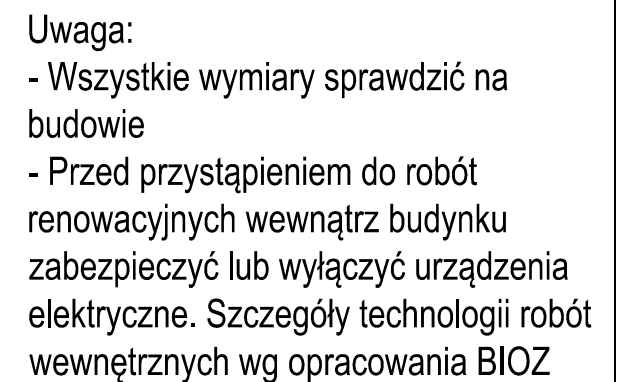 Uwaga:
- Wszystkie wymiary sprawdzić na
budowie
- Przed przystąpieniem do robót
renowacyjnych wewnątrz budynku
zabezpieczyć lub wyłączyć urządzenia
elektryczne. Szczegóły technologii robót
wewnętrznych wg opracowania BIOZ